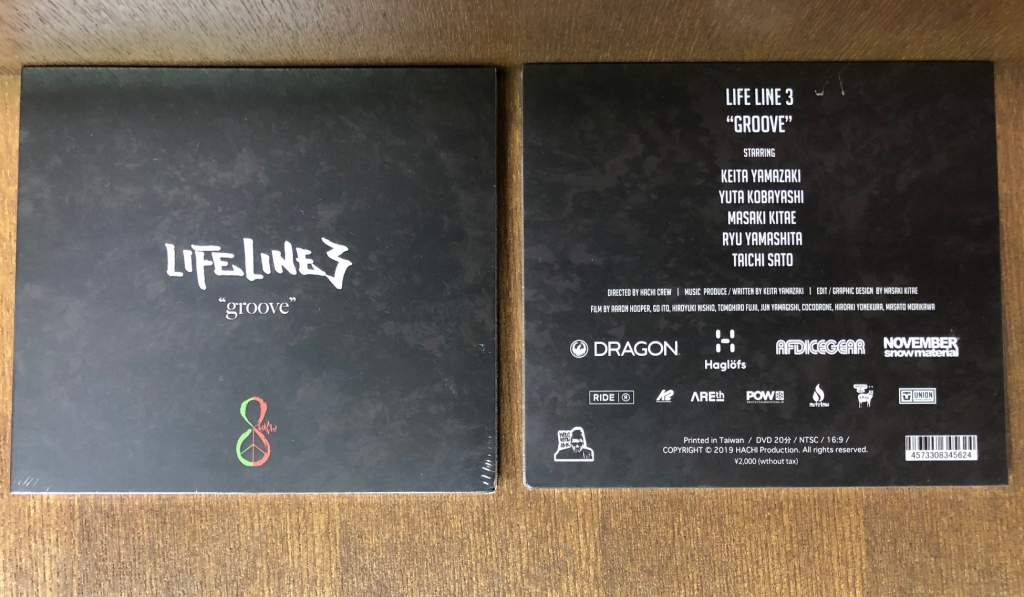 LIFE LINE 3
“groove”
LIFE LINE 3
“GROOVE”
STARRING
KEITA YAMAZAKI
YUTA KOBAYASHI
MASAKI KITAE
RYU YAMASHITA
TAICHI SATO
DIRECTED BY HACHI CREW | MUSIC PRODUCE / WRITTEN BY KEITA YAMAZAKI | EDIT / GRAPHIC DESIGN BY MASAKI KITAE
FILM BY AARON HOOPER, GO ITO, HIROYUKI NISHIO, TOMOHIRO FUJII, JUN YAMAGISHI, COCODRONE, HIROAKI YONEKURA, MASATO MORIKAWA
DRAGON
Haglöfs
AFDICEGEAR
NOVEMBER
snowmaterial
RIDE
K2
AREth
POW
UNION
Printed in Taiwan / DVD 20分 / NTSC / 16:9 /
COPYRIGHT © 2019 HACHI Production. All rights reserved.
¥2,000 (wthout tax)
4573308345624